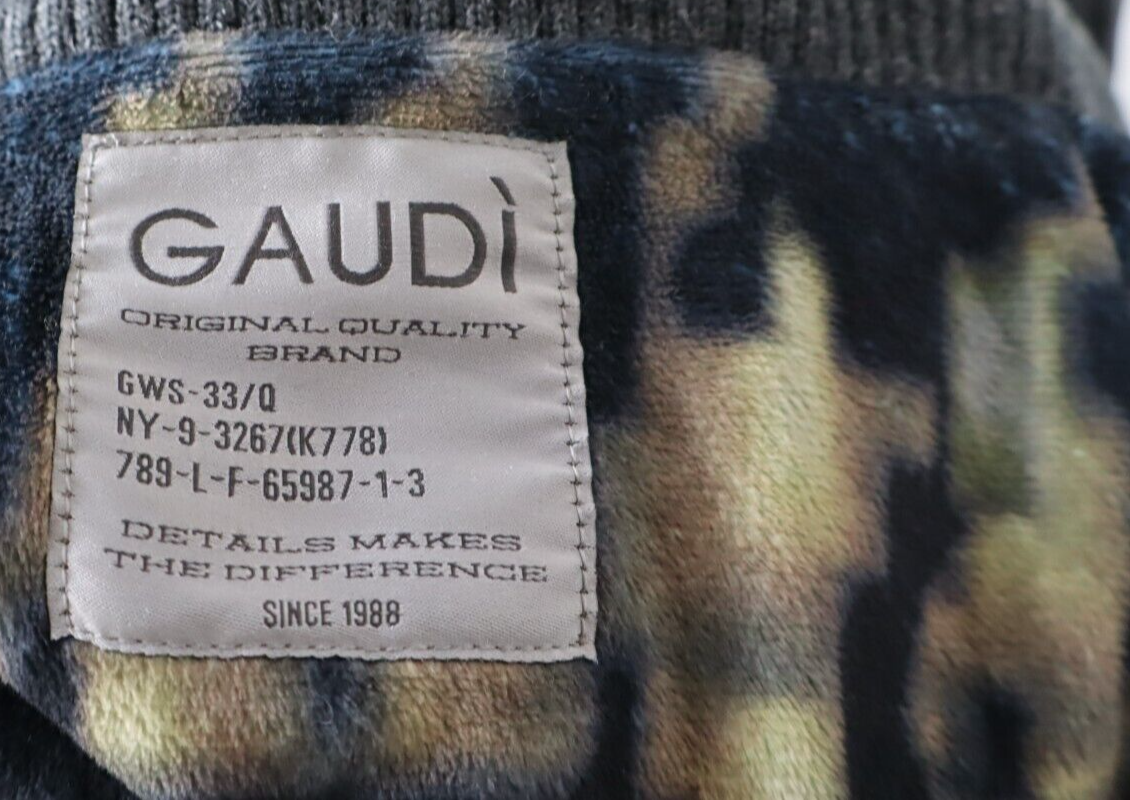 GAUDÌ
ORIGINAL QUALITY
BRAND
GWS-33/Q
NY-9-3267(K778)
789-L-F-65987-1-3
DETAILS MAKES
THE DIFFERENCE
SINCE 1988